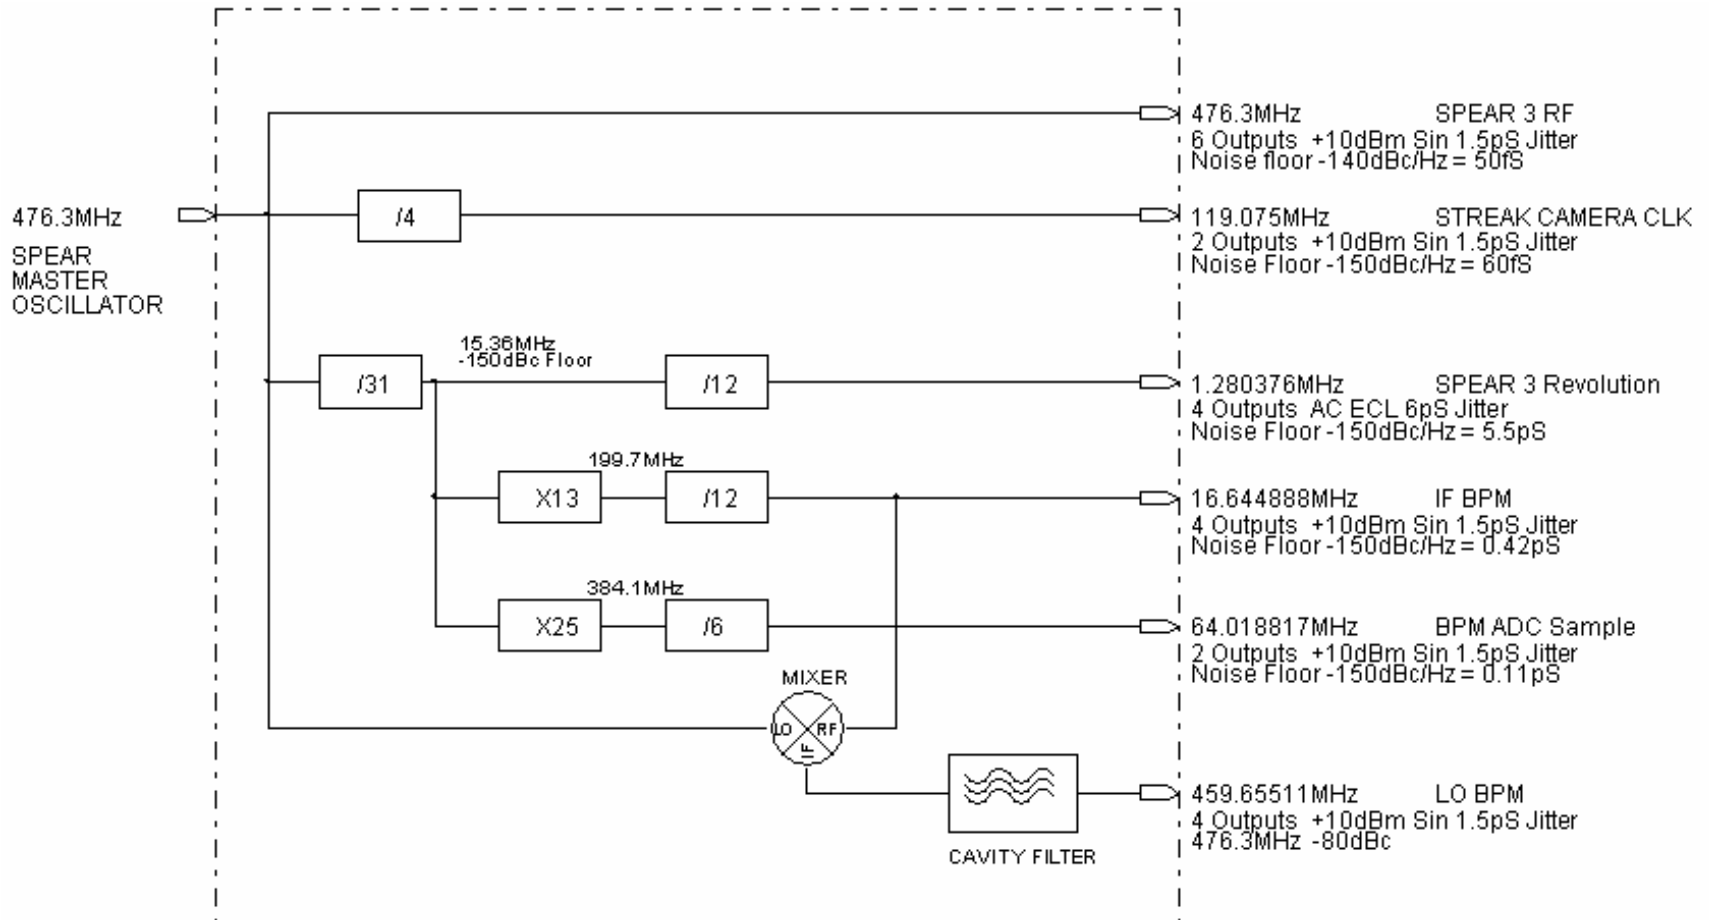 476.3MHz SPEAR 3 RF
6 Outputs +10dBm Sin 1.5pS Jitter
Noise floor -140dBc/Hz = 50fS
476.3MHz
SPEAR
MASTER
OSCILLATOR
/4
119.075MHz STREAK CAMERA CLK
2 Outputs +10dBm Sin 1.5pS Jitter
Noise Floor -150dBc/Hz = 60fS
/31
15.36MHz
-150dBc Floor
/12
1.280376MHz SPEAR 3 Revolution
4 Outputs AC ECL 6pS Jitter
Noise Floor -150dBc/Hz = 5.5pS
199.7MHz
X13
/12
16.644888MHz IF BPM
4 Outputs +10dBm Sin 1.5pS Jitter
Noise Floor -150dBc/Hz = 0.42pS
384.1MHz
X25
/6
64.018817MHz BPM ADC Sample
2 Outputs +10dBm Sin 1.5pS Jitter
Noise Floor -150dBc/Hz = 0.11pS
MIXER
LO
RF
IF
459.65511MHz LO BPM
4 Outputs +10dBm Sin 1.5pS Jitter
476.3MHz -80dBc
CAVITY FILTER